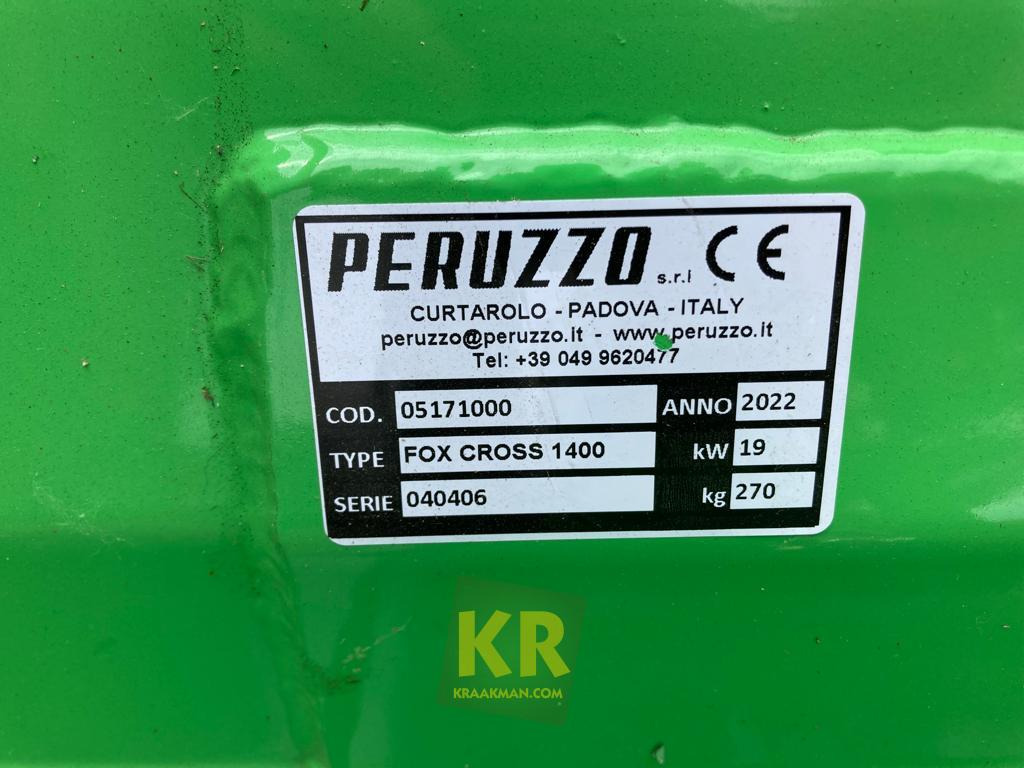 PERUZZO s.r.l CE
CURTAROLO - PADOVA - ITALY
peruzzo@peruzzo.it - www.peruzzo.it
Tel: +39 049 9620477
COD. 05171000 ANNO 2022
TYPE FOX CROSS 1400 kW 19
SERIE 040406 kg 270
KR
KRAAKMAN.COM